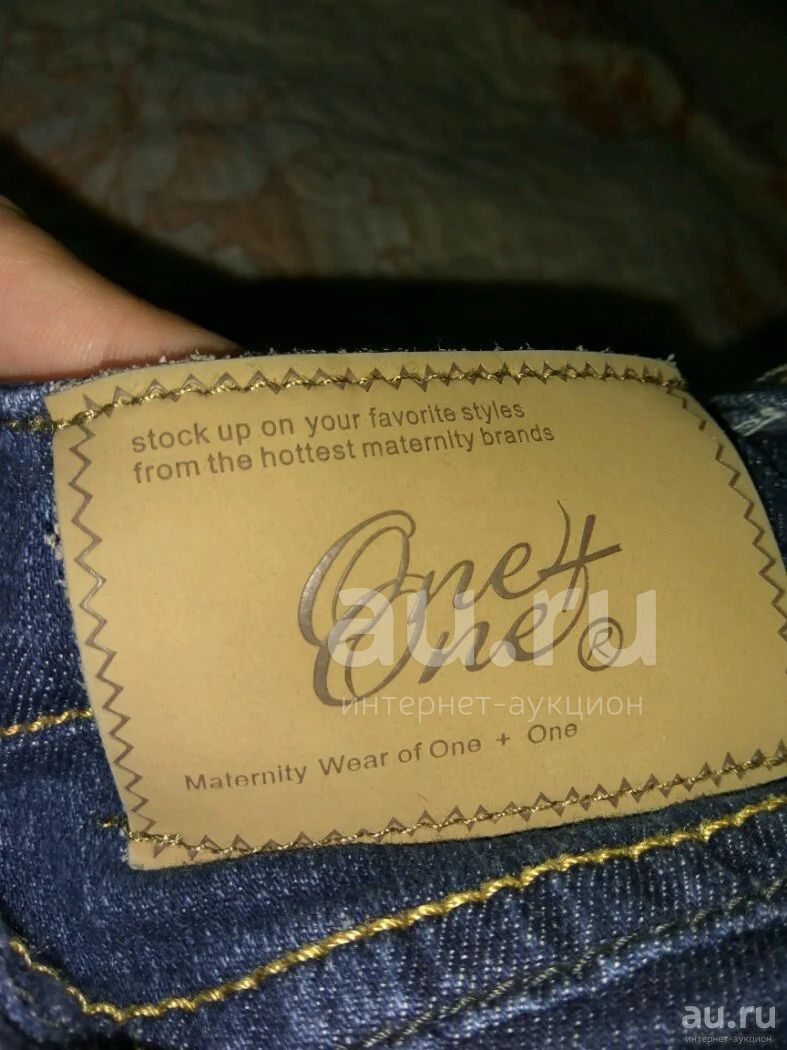 stock up on your favorite styles
from the hottest maternity brands
One+
One®
au.ru
интернет-аукцион
Maternity Wear of One + One
au.ru
интернет-аукцион